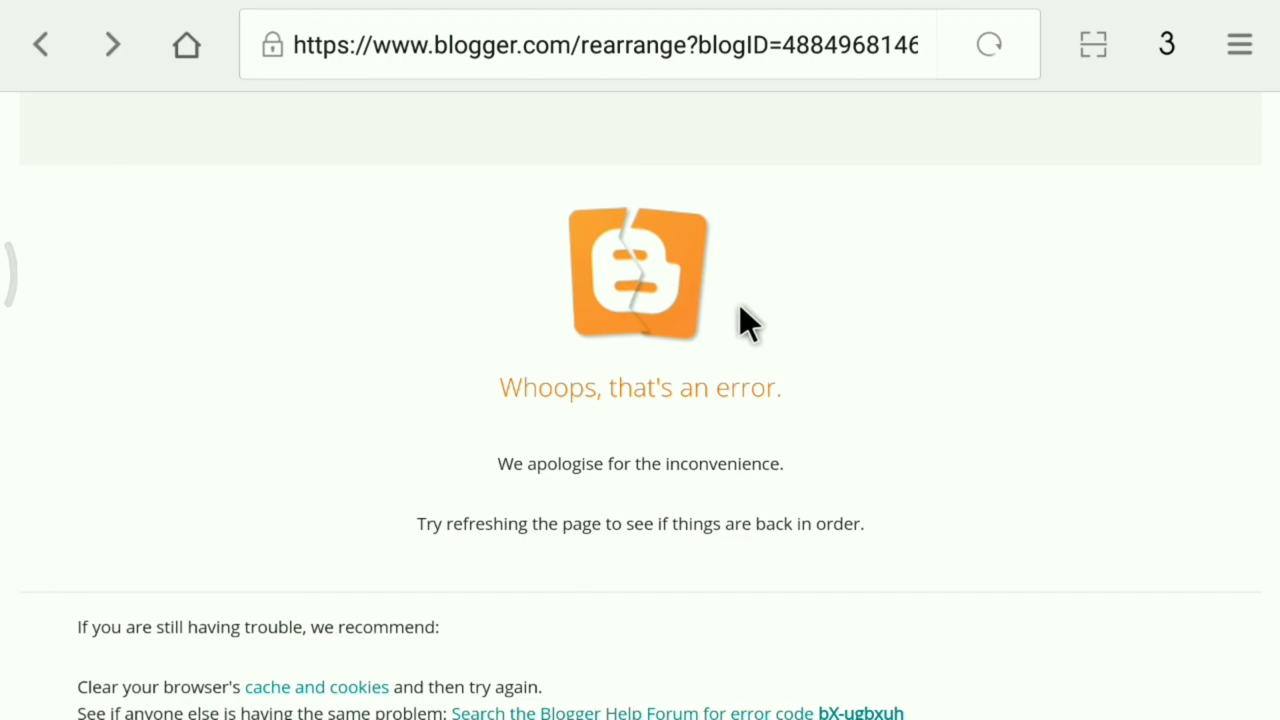 https://www.blogger.com/rearrange?blogID=4884968146
3
Whoops, that's an error.
We apologise for the inconvenience.
Try refreshing the page to see if things are back in order.
If you are still having trouble, we recommend:
Clear your browser's cache and cookies and then try again.
See if anyone else is having the same problem: Search the Blogger Help Forum for error code bX-ugbxuh